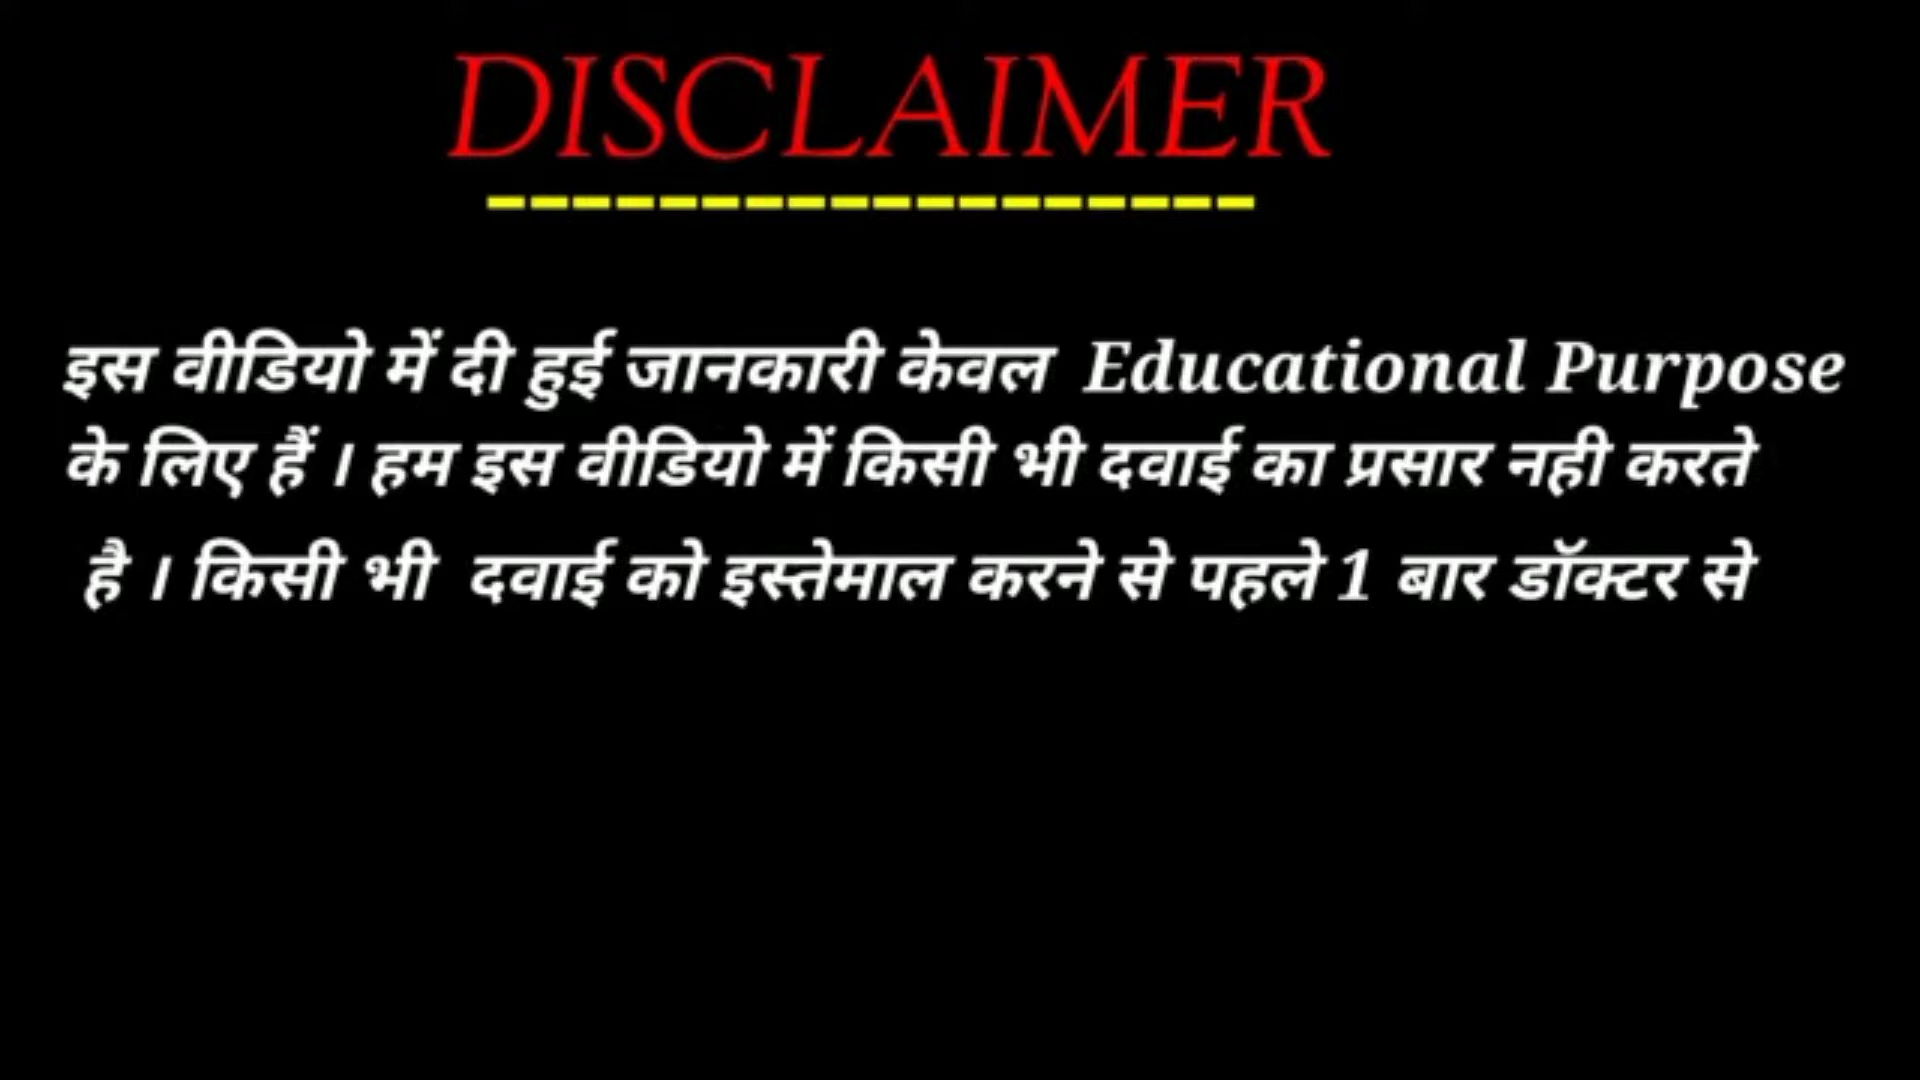 DISCLAIMER
------------------
इस वीडियो में दी हुई जानकारी केवल Educational Purpose
के लिए हैं । हम इस वीडियो में किसी भी दवाई का प्रसार नही करते
है । किसी भी दवाई को इस्तेमाल करने से पहले 1 बार डॉक्टर से